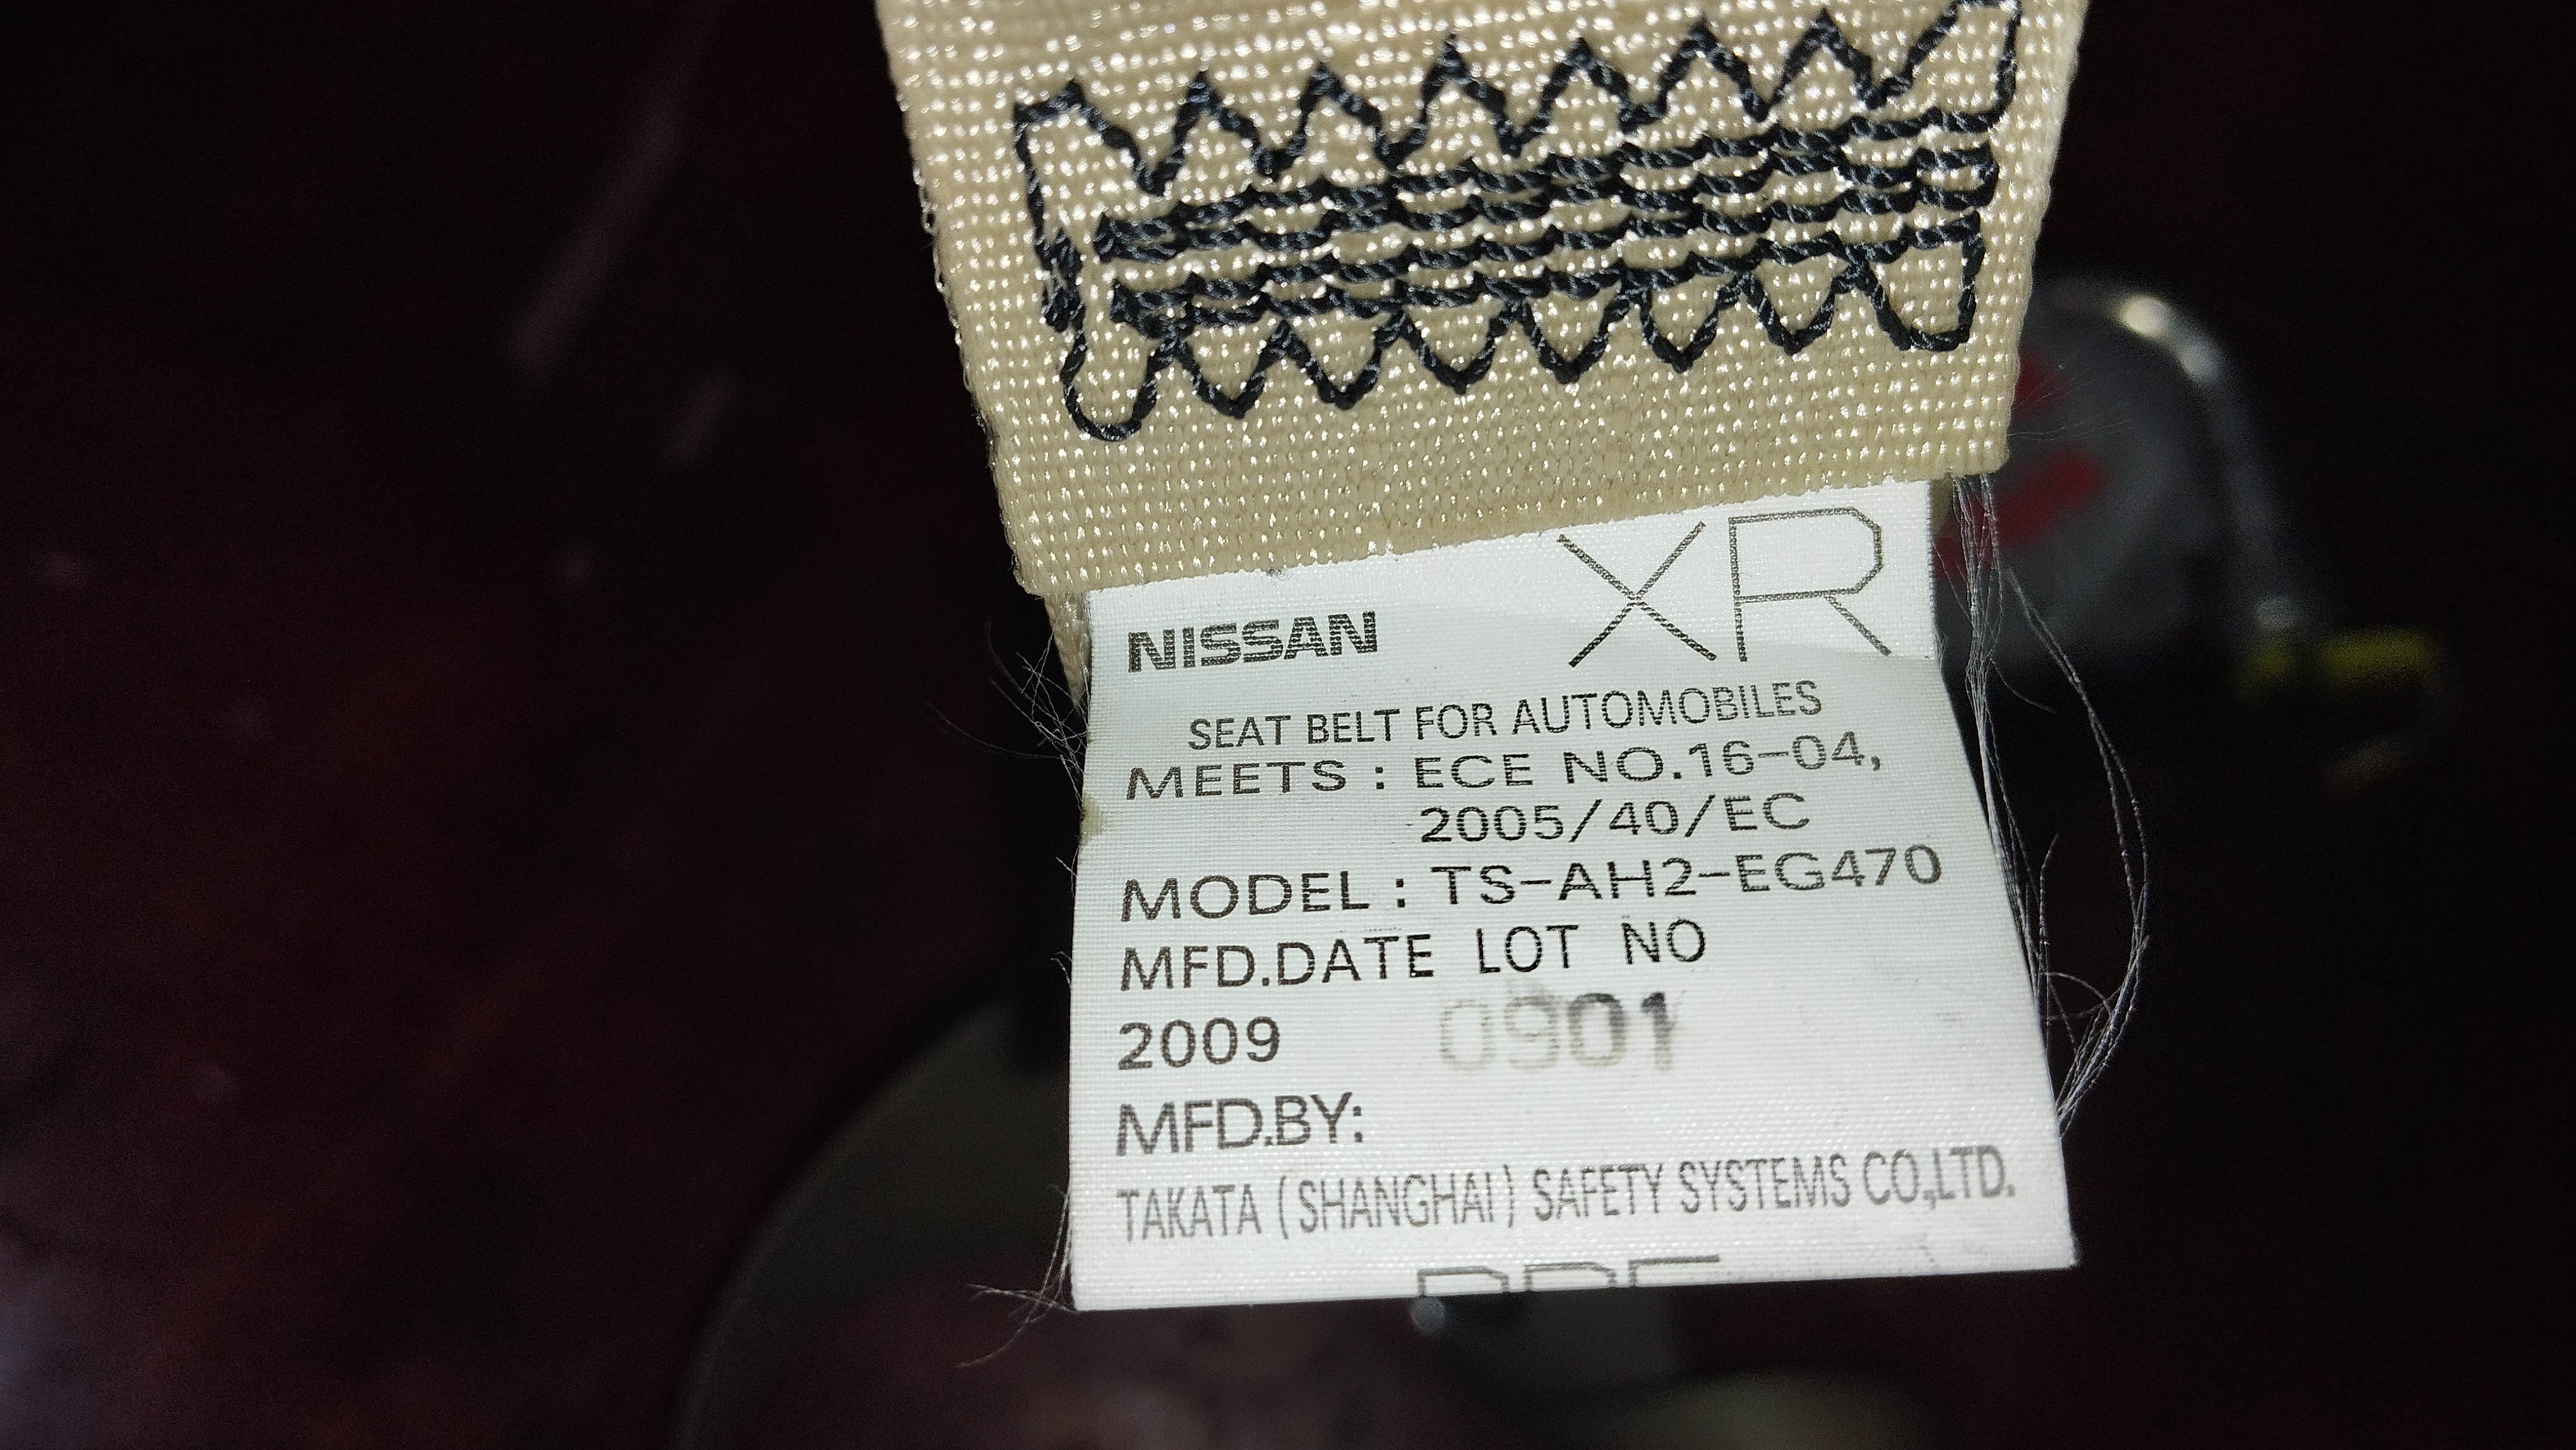 XR
NISSAN
SEAT BELT FOR AUTOMOBILES
MEETS : ECE NO.16-04,
2005/40/EC
MODEL : TS-AH2-EG470
MFD.DATE LOT NO
2009 0901
MFD.BY:
TAKATA (SHANGHAI) SAFETY SYSTEMS CO.,LTD.